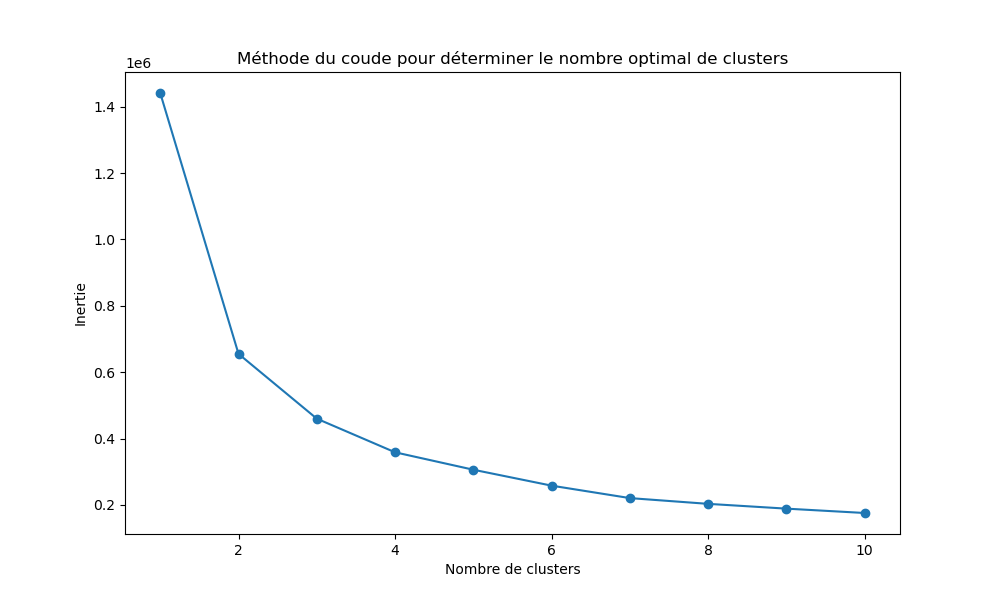 Méthode du coude pour déterminer le nombre optimal de clusters
1e6
1.4
1.2
1.0
0.8
0.6
0.4
0.2
Inertie
2 4 6 8 10
Nombre de clusters